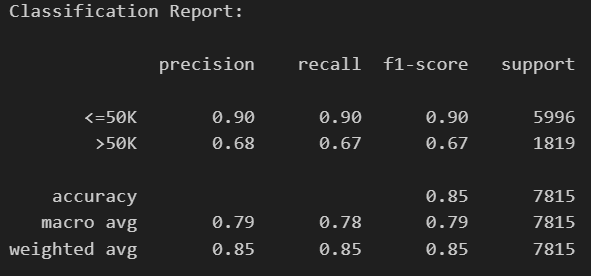 Classification Report:
precision recall f1-score support
<=50K 0.90 0.90 0.90 5996
>50K 0.68 0.67 0.67 1819
accuracy 0.85 7815
macro avg 0.79 0.78 0.79 7815
weighted avg 0.85 0.85 0.85 7815